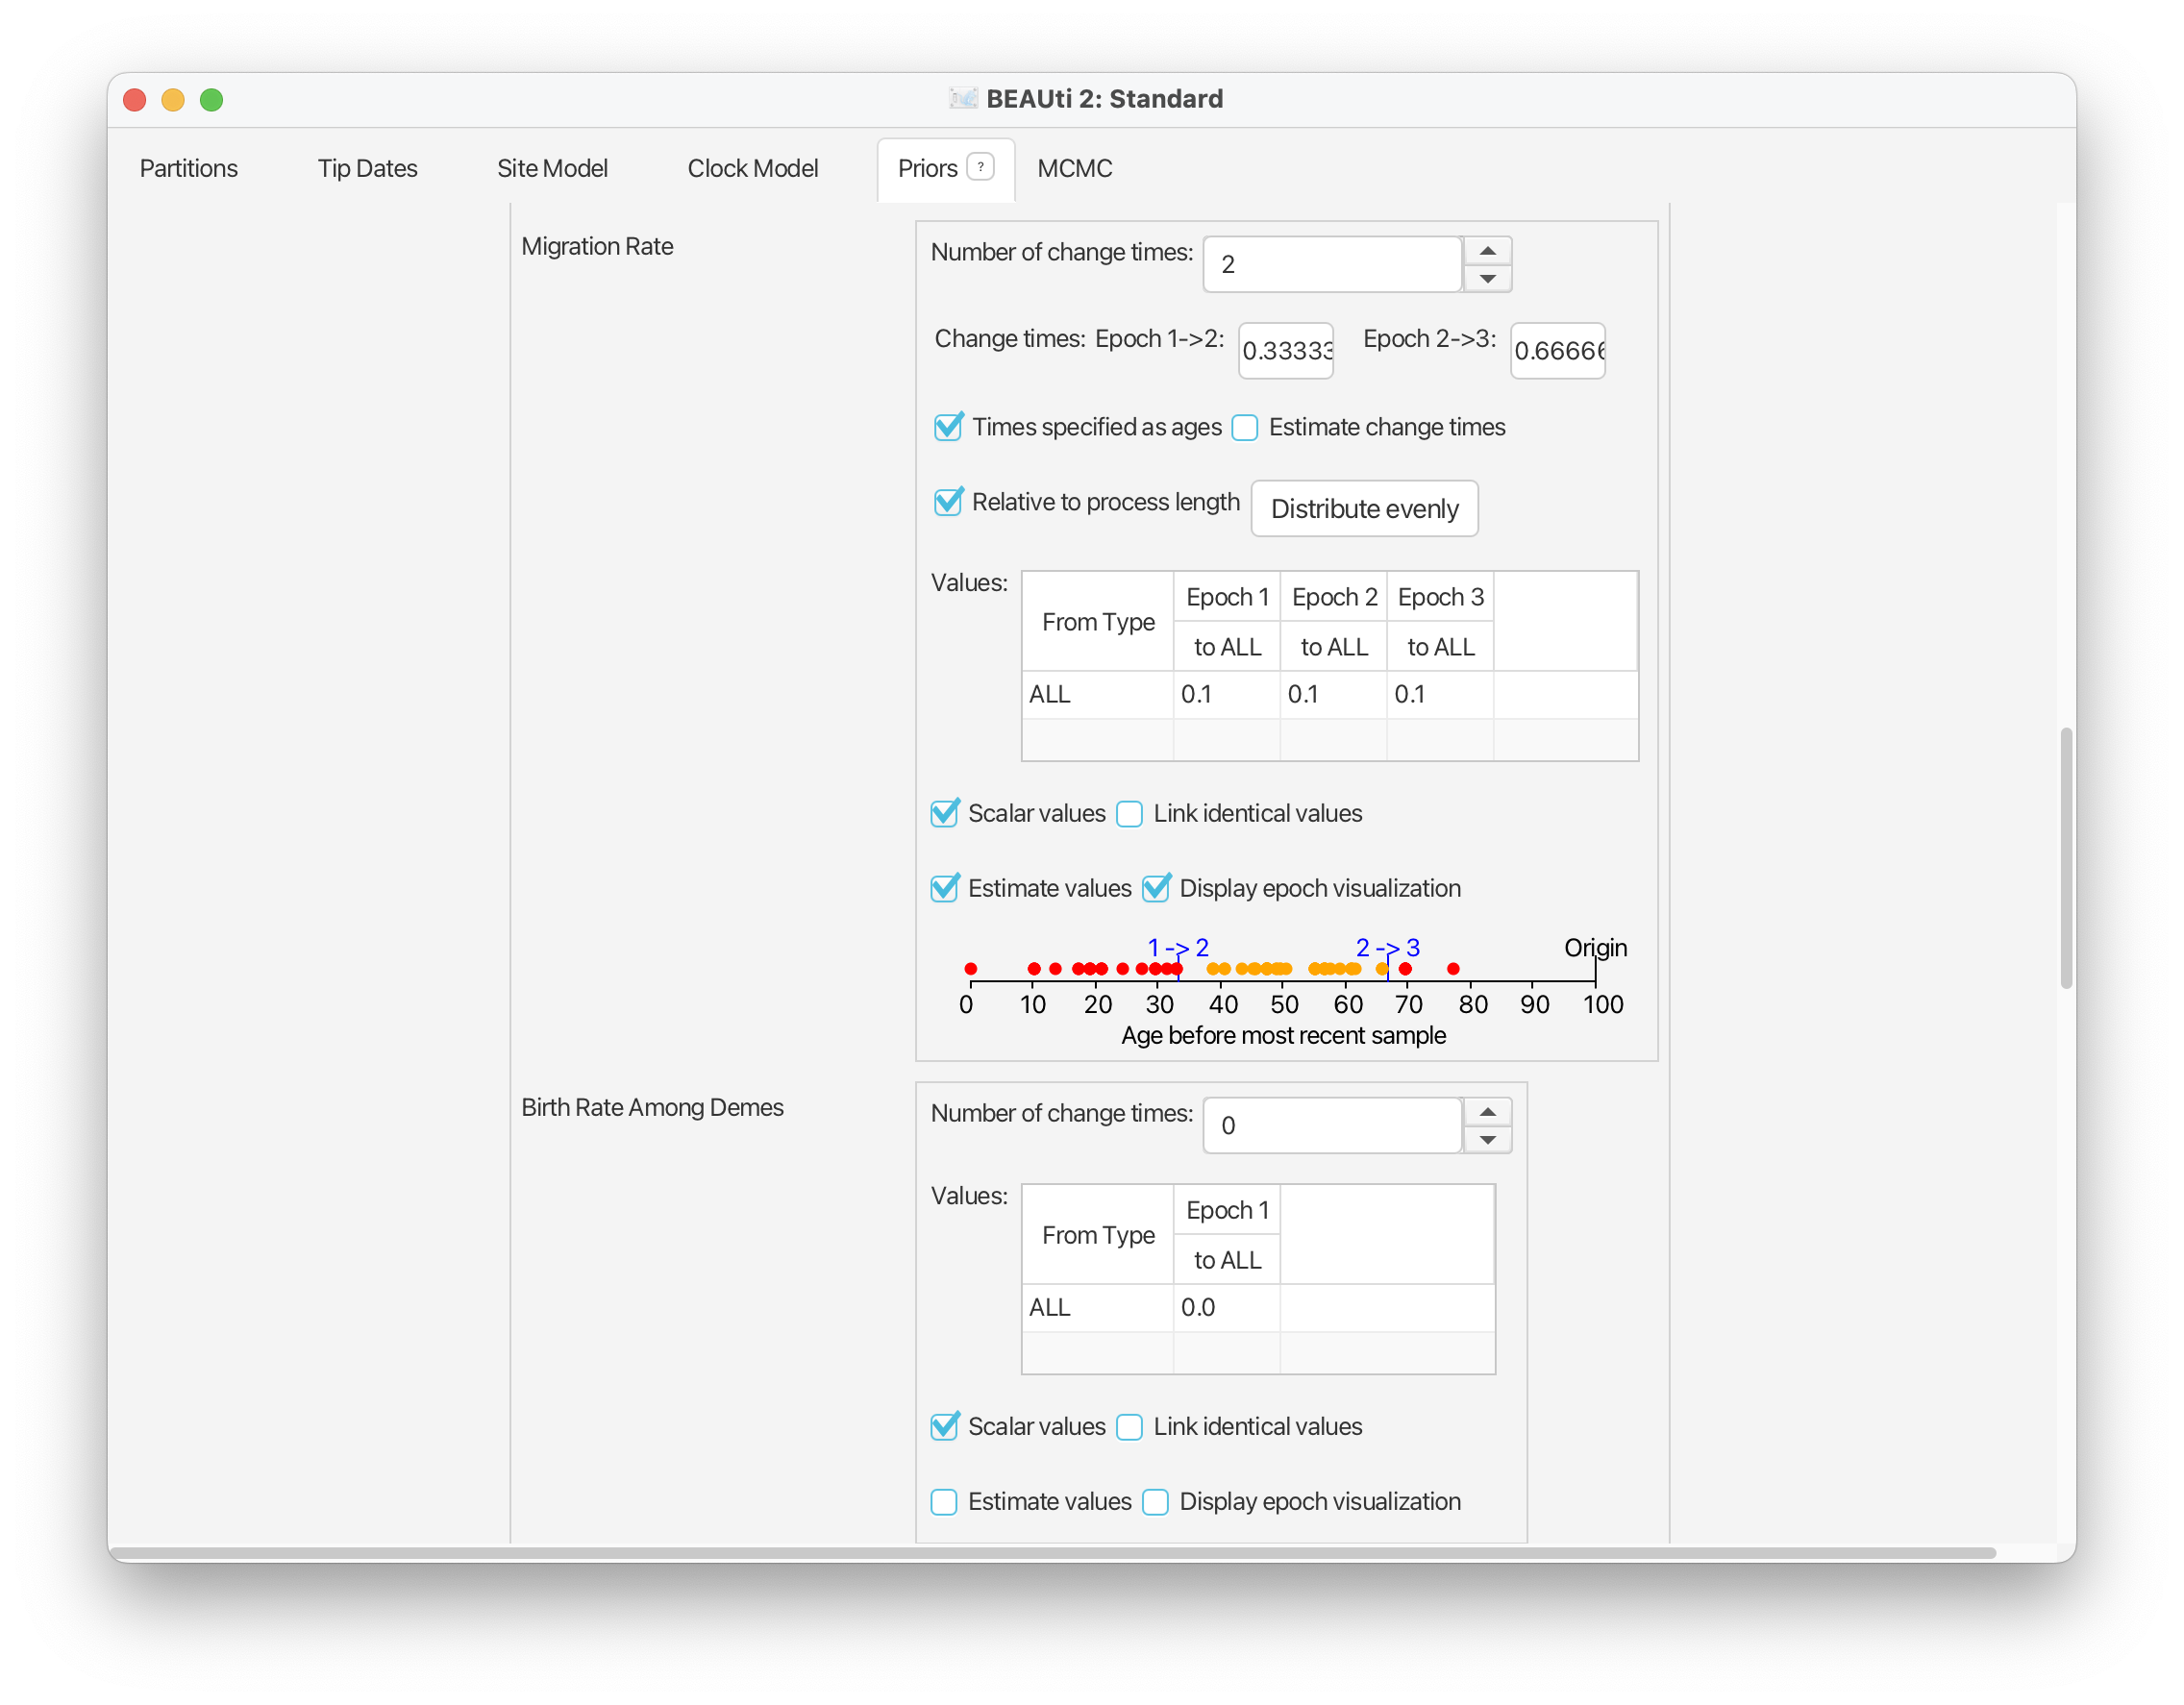 BEAUti 2: Standard
Partitions Tip Dates Site Model Clock Model Priors ? MCMC
Migration Rate
Number of change times: 2
Change times: Epoch 1->2: 0.33333 Epoch 2->3: 0.66666
Times specified as ages Estimate change times
Relative to process length Distribute evenly
Values:
From Type Epoch 1 Epoch 2 Epoch 3
to ALL to ALL to ALL
ALL 0.1 0.1 0.1
Scalar values Link identical values
Estimate values Display epoch visualization
1 -> 2 2 -> 3 Origin
0 10 20 30 40 50 60 70 80 90 100
Age before most recent sample
Birth Rate Among Demes
Number of change times: 0
Values:
From Type Epoch 1
to ALL
ALL 0.0
Scalar values Link identical values
Estimate values Display epoch visualization